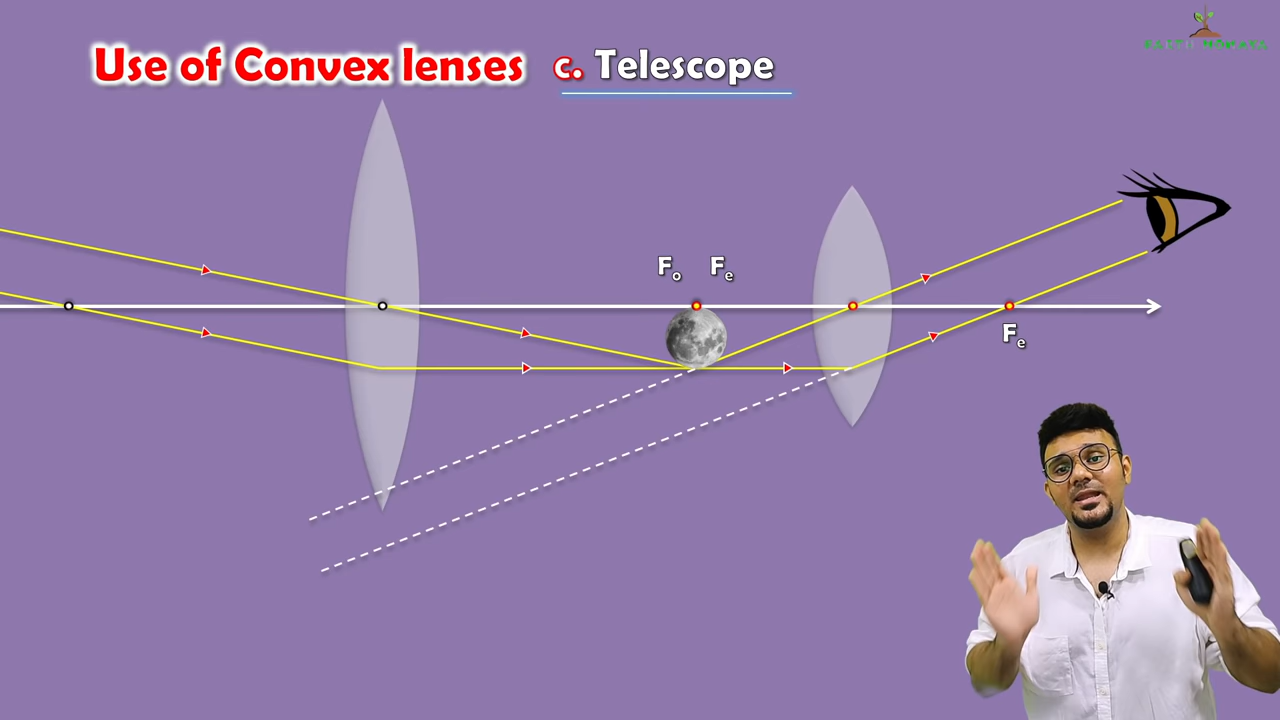 Use of Convex lenses c. Telescope
Fₒ Fₑ
Fₑ